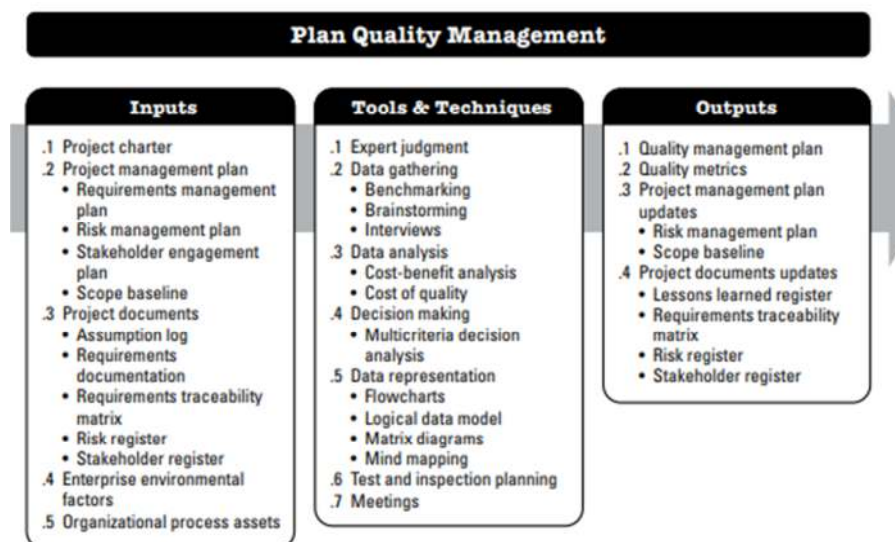 Plan Quality Management
Inputs
.1 Project charter
.2 Project management plan
• Requirements management
plan
• Risk management plan
• Stakeholder engagement
plan
• Scope baseline
.3 Project documents
• Assumption log
• Requirements
documentation
• Requirements traceability
matrix
• Risk register
• Stakeholder register
.4 Enterprise environmental
factors
.5 Organizational process assets
Tools & Techniques
.1 Expert judgment
.2 Data gathering
• Benchmarking
• Brainstorming
• Interviews
.3 Data analysis
• Cost-benefit analysis
• Cost of quality
.4 Decision making
• Multicriteria decision
analysis
.5 Data representation
• Flowcharts
• Logical data model
• Matrix diagrams
• Mind mapping
.6 Test and inspection planning
.7 Meetings
Outputs
.1 Quality management plan
.2 Quality metrics
.3 Project management plan
updates
• Risk management plan
• Scope baseline
.4 Project documents updates
• Lessons learned register
• Requirements traceability
matrix
• Risk register
• Stakeholder register